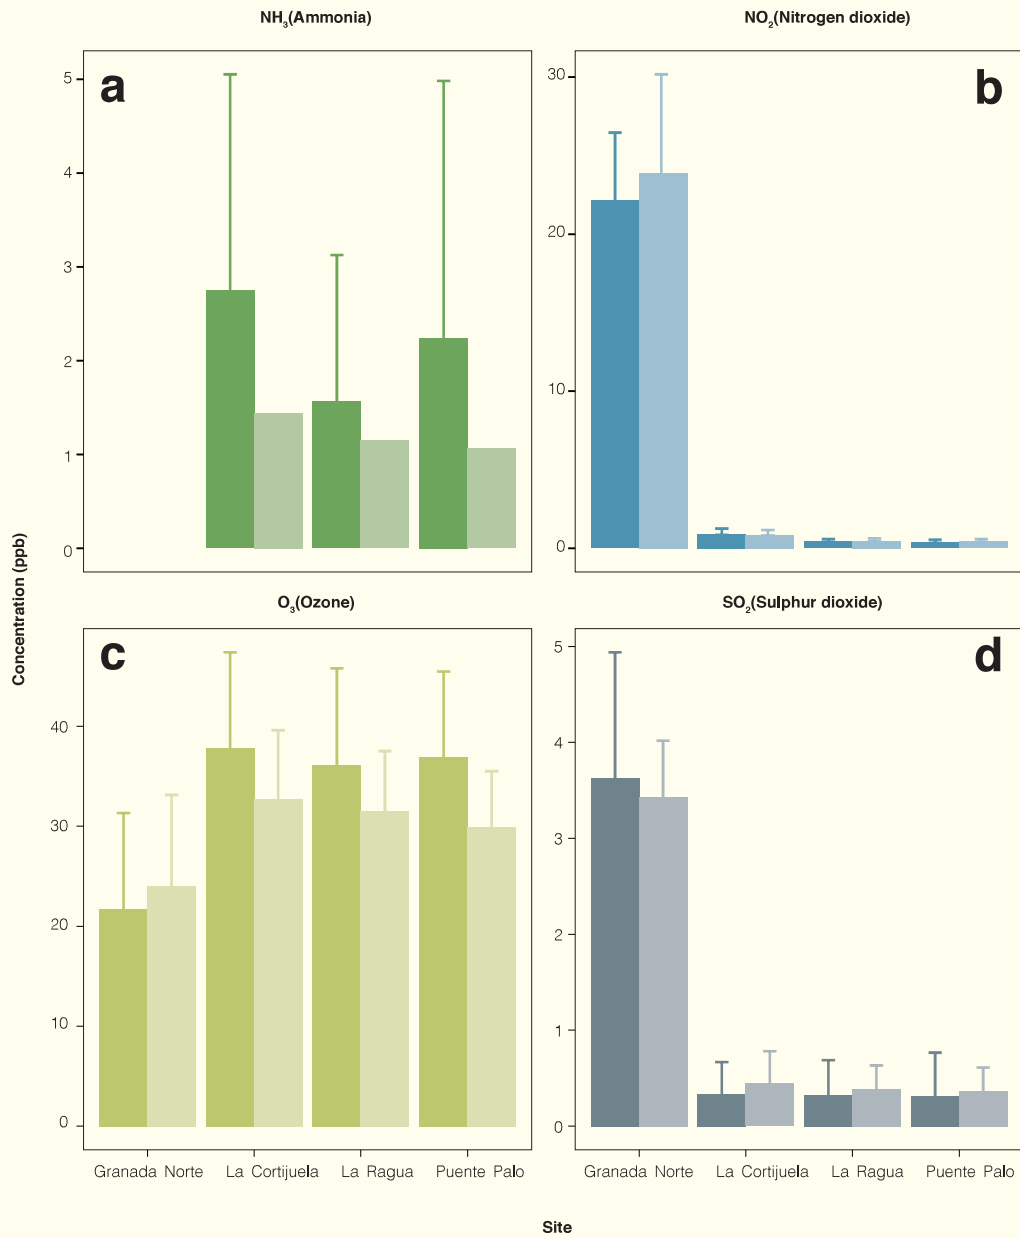 NH₃(Ammonia)
NO₂(Nitrogen dioxide)
a
5
4
3
2
1
0
b
30
20
10
0
Concentration (ppb)
O₃(Ozone)
SO₂(Sulphur dioxide)
c
40
30
20
10
0
d
5
4
3
2
1
0
Granada Norte La Cortijuela La Ragua Puente Palo
Granada Norte La Cortijuela La Ragua Puente Palo
Site